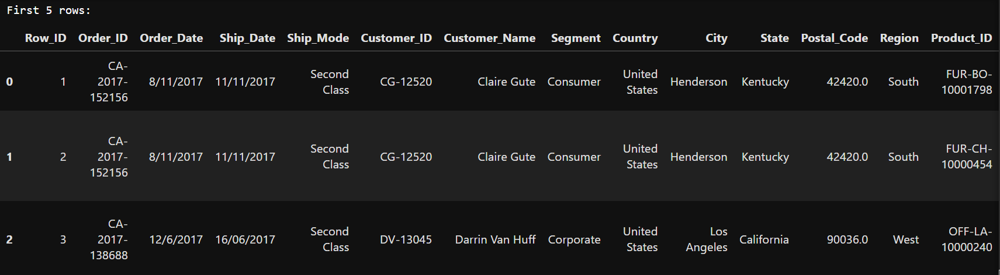 First 5 rows:
Row_ID Order_ID Order_Date Ship_Date Ship_Mode Customer_ID Customer_Name Segment Country City State Postal_Code Region Product_ID
0 1 CA-2017-152156 8/11/2017 11/11/2017 Second Class CG-12520 Claire Gute Consumer United States Henderson Kentucky 42420.0 South FUR-BO-10001798
1 2 CA-2017-152156 8/11/2017 11/11/2017 Second Class CG-12520 Claire Gute Consumer United States Henderson Kentucky 42420.0 South FUR-CH-10000454
2 3 CA-2017-138688 12/6/2017 16/06/2017 Second Class DV-13045 Darrin Van Huff Corporate United States Los Angeles California 90036.0 West OFF-LA-10000240